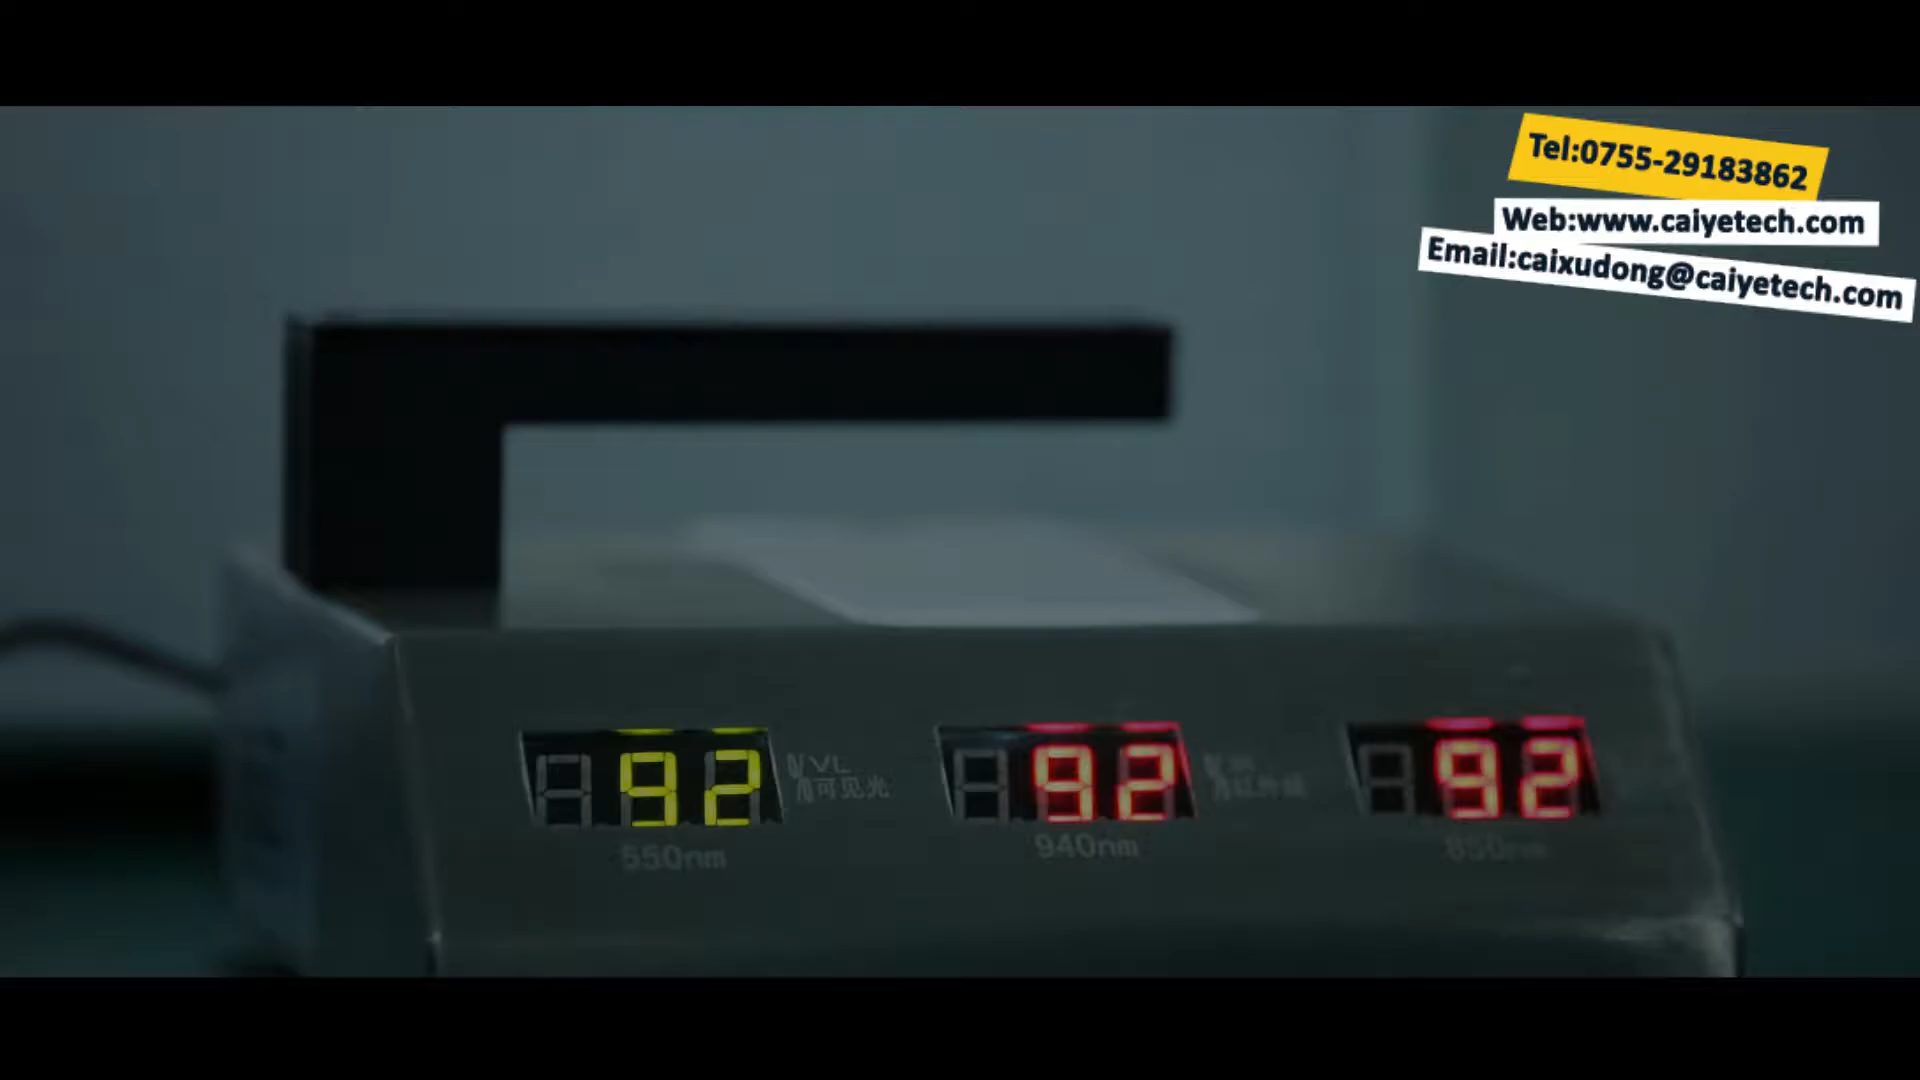 Tel:0755-29183862
Web:www.caiyetech.com
Email:caixudong@caiyetech.com
92
VL
可见光
550nm
92
940nm
92
850nm